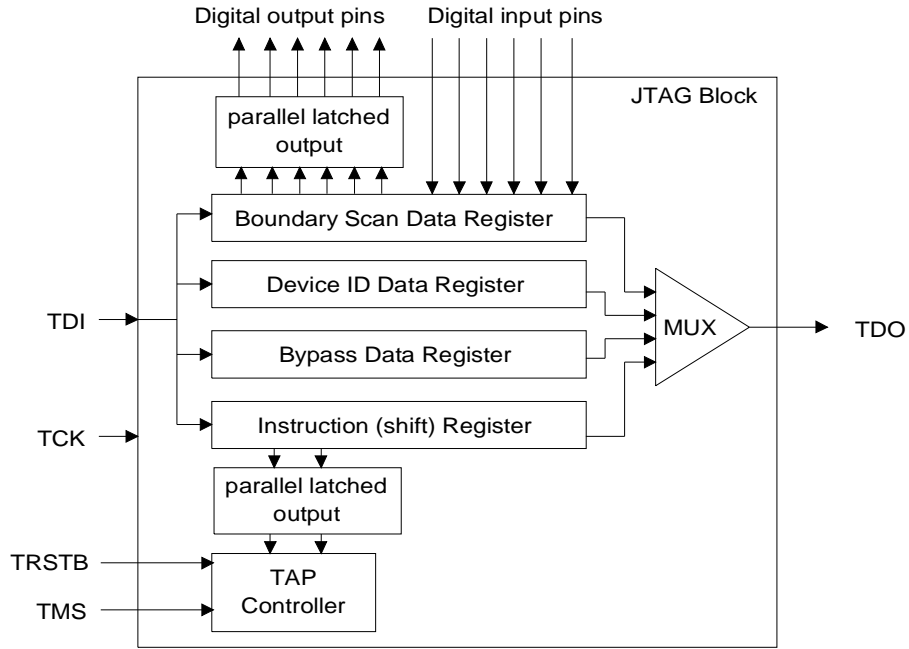 Digital output pins
Digital input pins
JTAG Block
parallel latched
output
Boundary Scan Data Register
Device ID Data Register
TDI
MUX
TDO
Bypass Data Register
Instruction (shift) Register
TCK
parallel latched
output
TRSTB
TAP
Controller
TMS